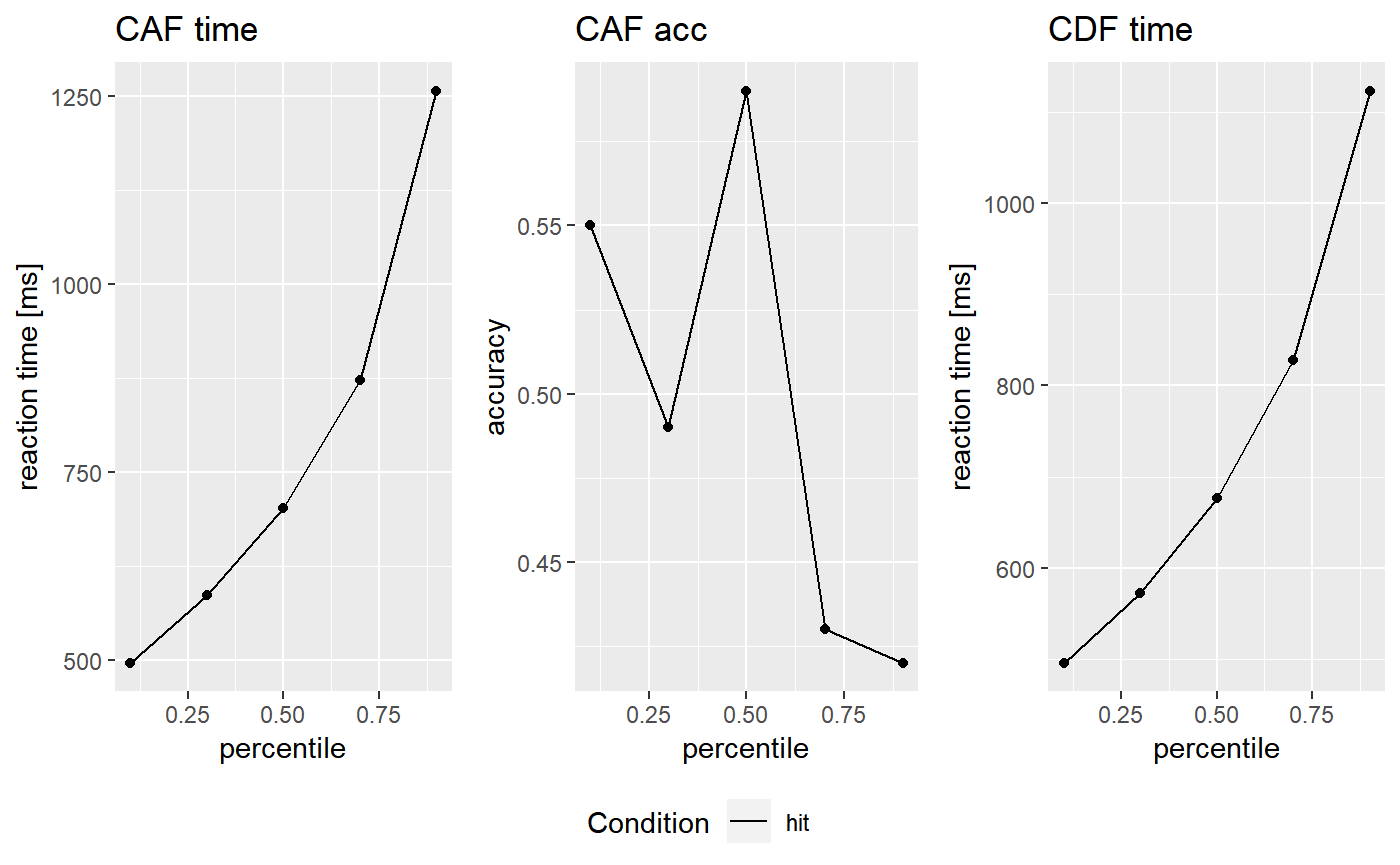 CAF time
CAF acc
CDF time
reaction time [ms]
1250
1000
750
500
0.25 0.50 0.75
percentile
accuracy
0.55
0.50
0.45
0.25 0.50 0.75
percentile
reaction time [ms]
1000
800
600
0.25 0.50 0.75
percentile
Condition hit